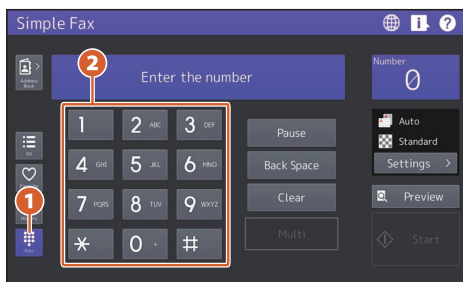 Simple Fax
i
?
Address
Book
2
Enter the number
Number
0
1
2 ABC
3 DEF
4 GHI
5 JKL
6 MNO
7 PQRS
8 TUV
9 WXYZ
*
0 +
#
Pause
Back Space
Clear
Multi
Auto
Standard
Settings >
Preview
Start
All
1